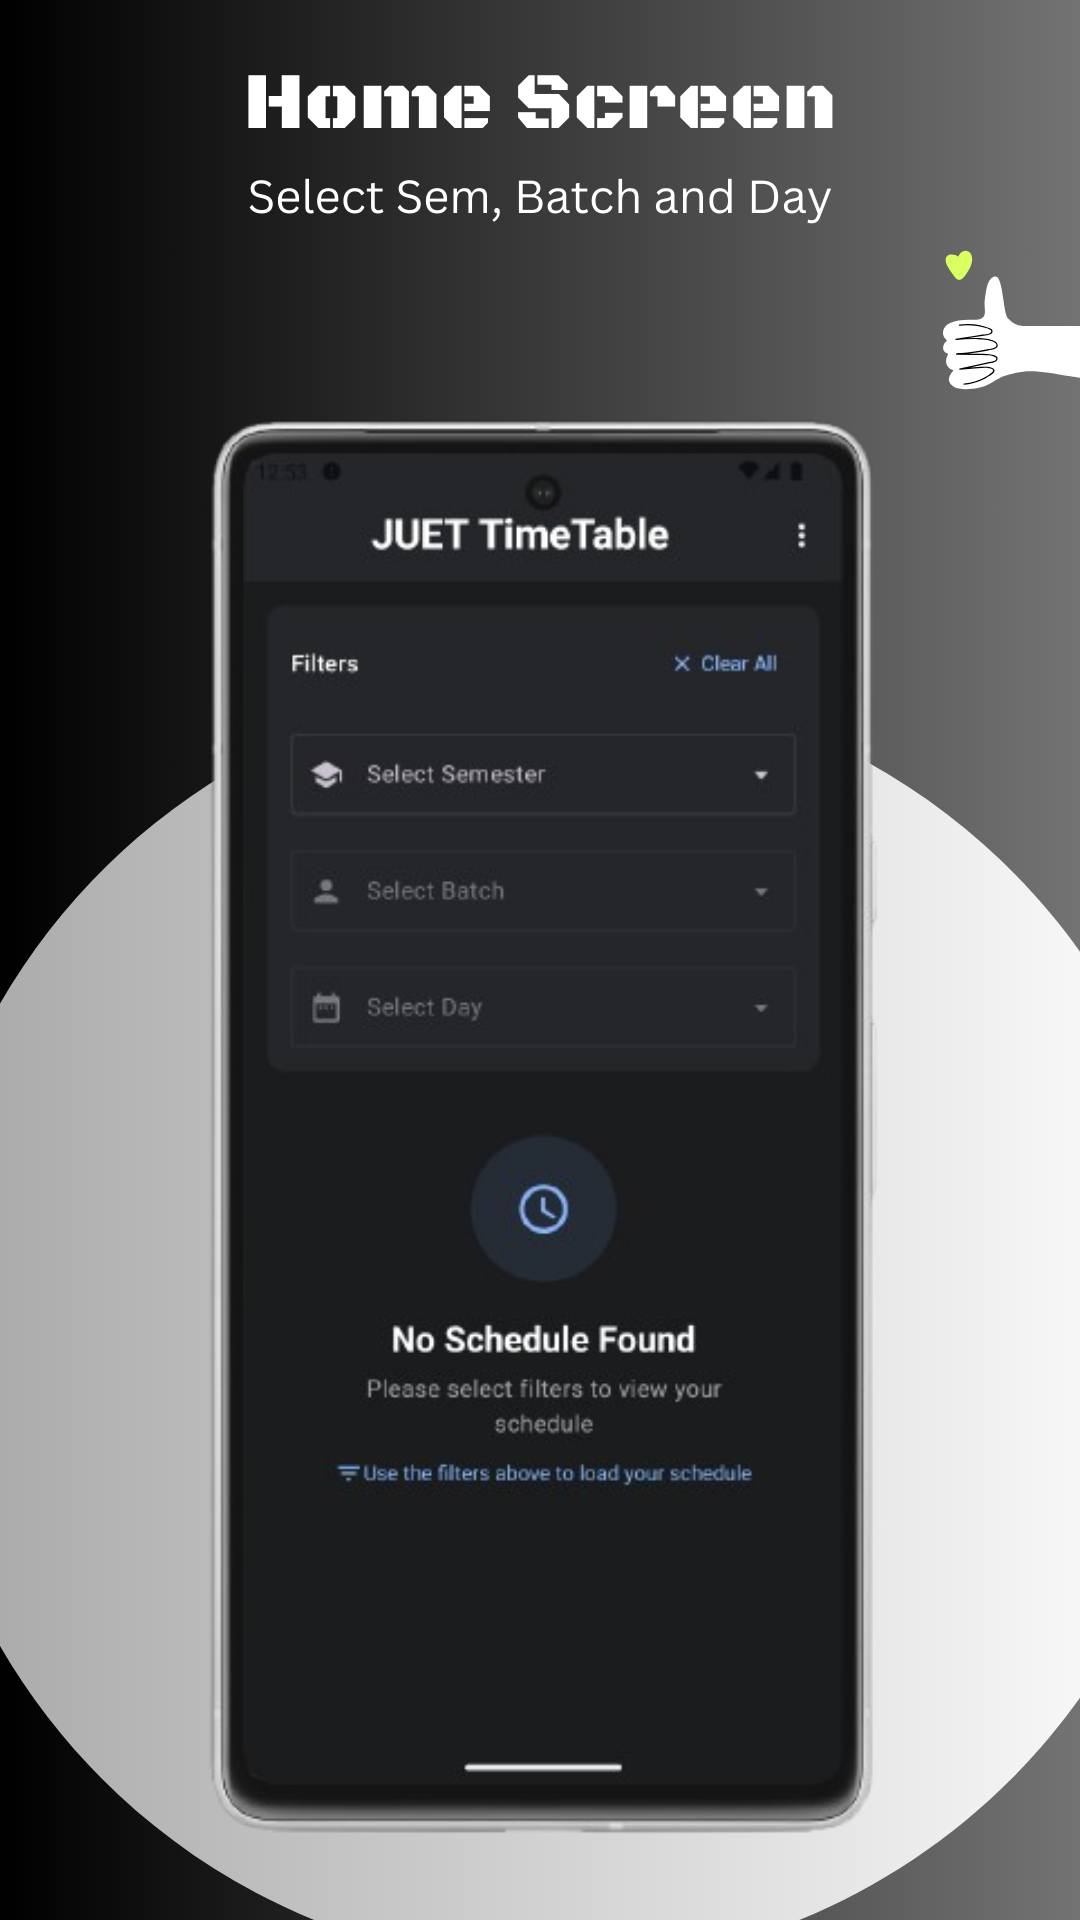 Home Screen
Select Sem, Batch and Day
12:53
JUET TimeTable
Filters
Clear All
Select Semester
Select Batch
Select Day
No Schedule Found
Please select filters to view your
schedule
Use the filters above to load your schedule